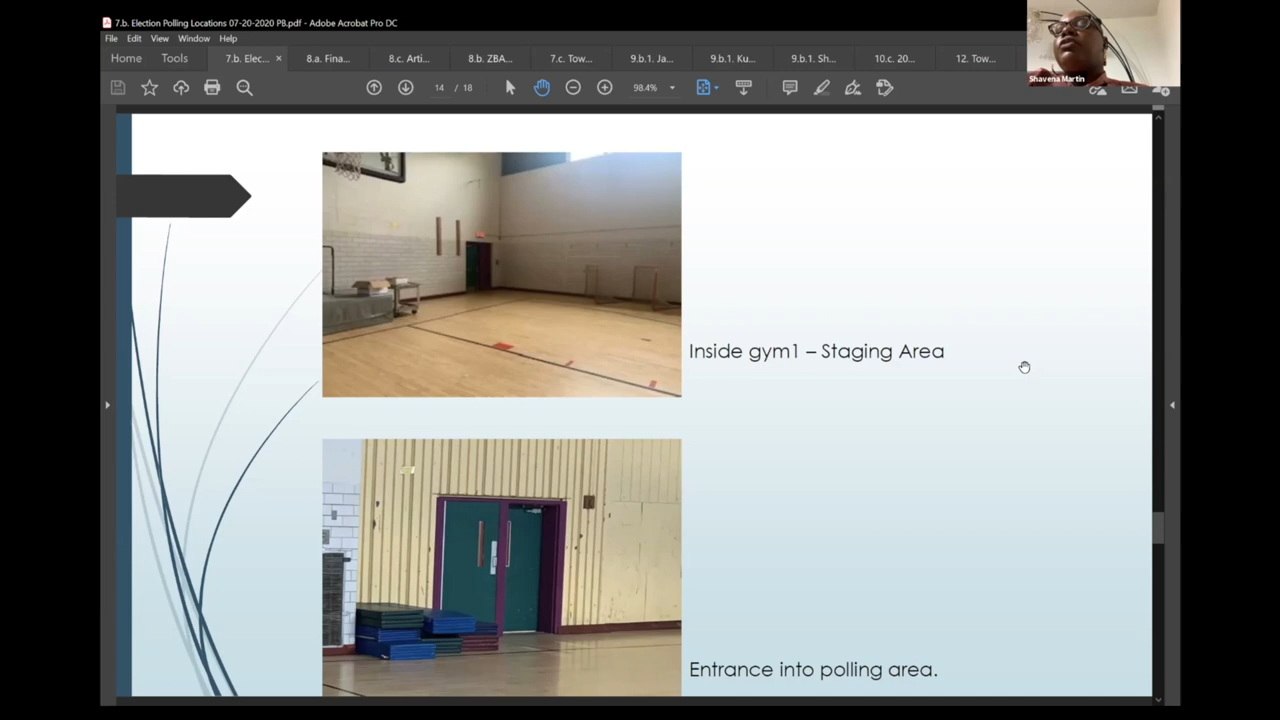 7.b. Election Polling Locations 07-20-2020 PB.pdf - Adobe Acrobat Pro DC
File Edit View Window Help
Home Tools 7.b. Elec... × 8.a. Fina... 8.c. Arti... 8.b. ZBA... 7.c. Tow... 9.b.1. Ja... 9.b.1. Ku... 9.b.1. Sh... 10.c. 20... 12. Tow...
14 / 18 98.4%
Shavena Martin
Inside gym1 – Staging Area
Entrance into polling area.